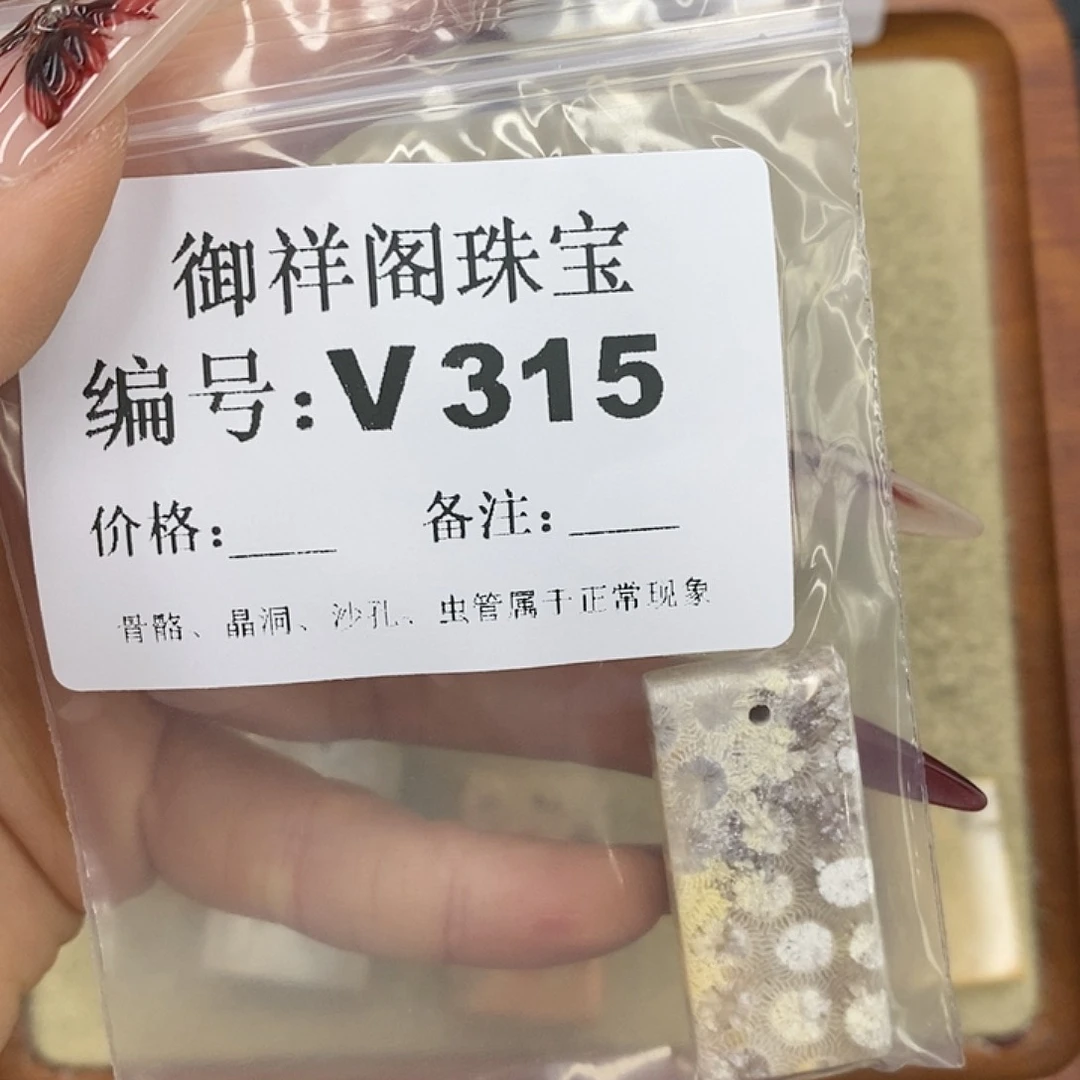 御祥阁珠宝
编号:V315
价格:____ 备注:____
骨骼、晶洞、沙孔、虫管属于正常现象